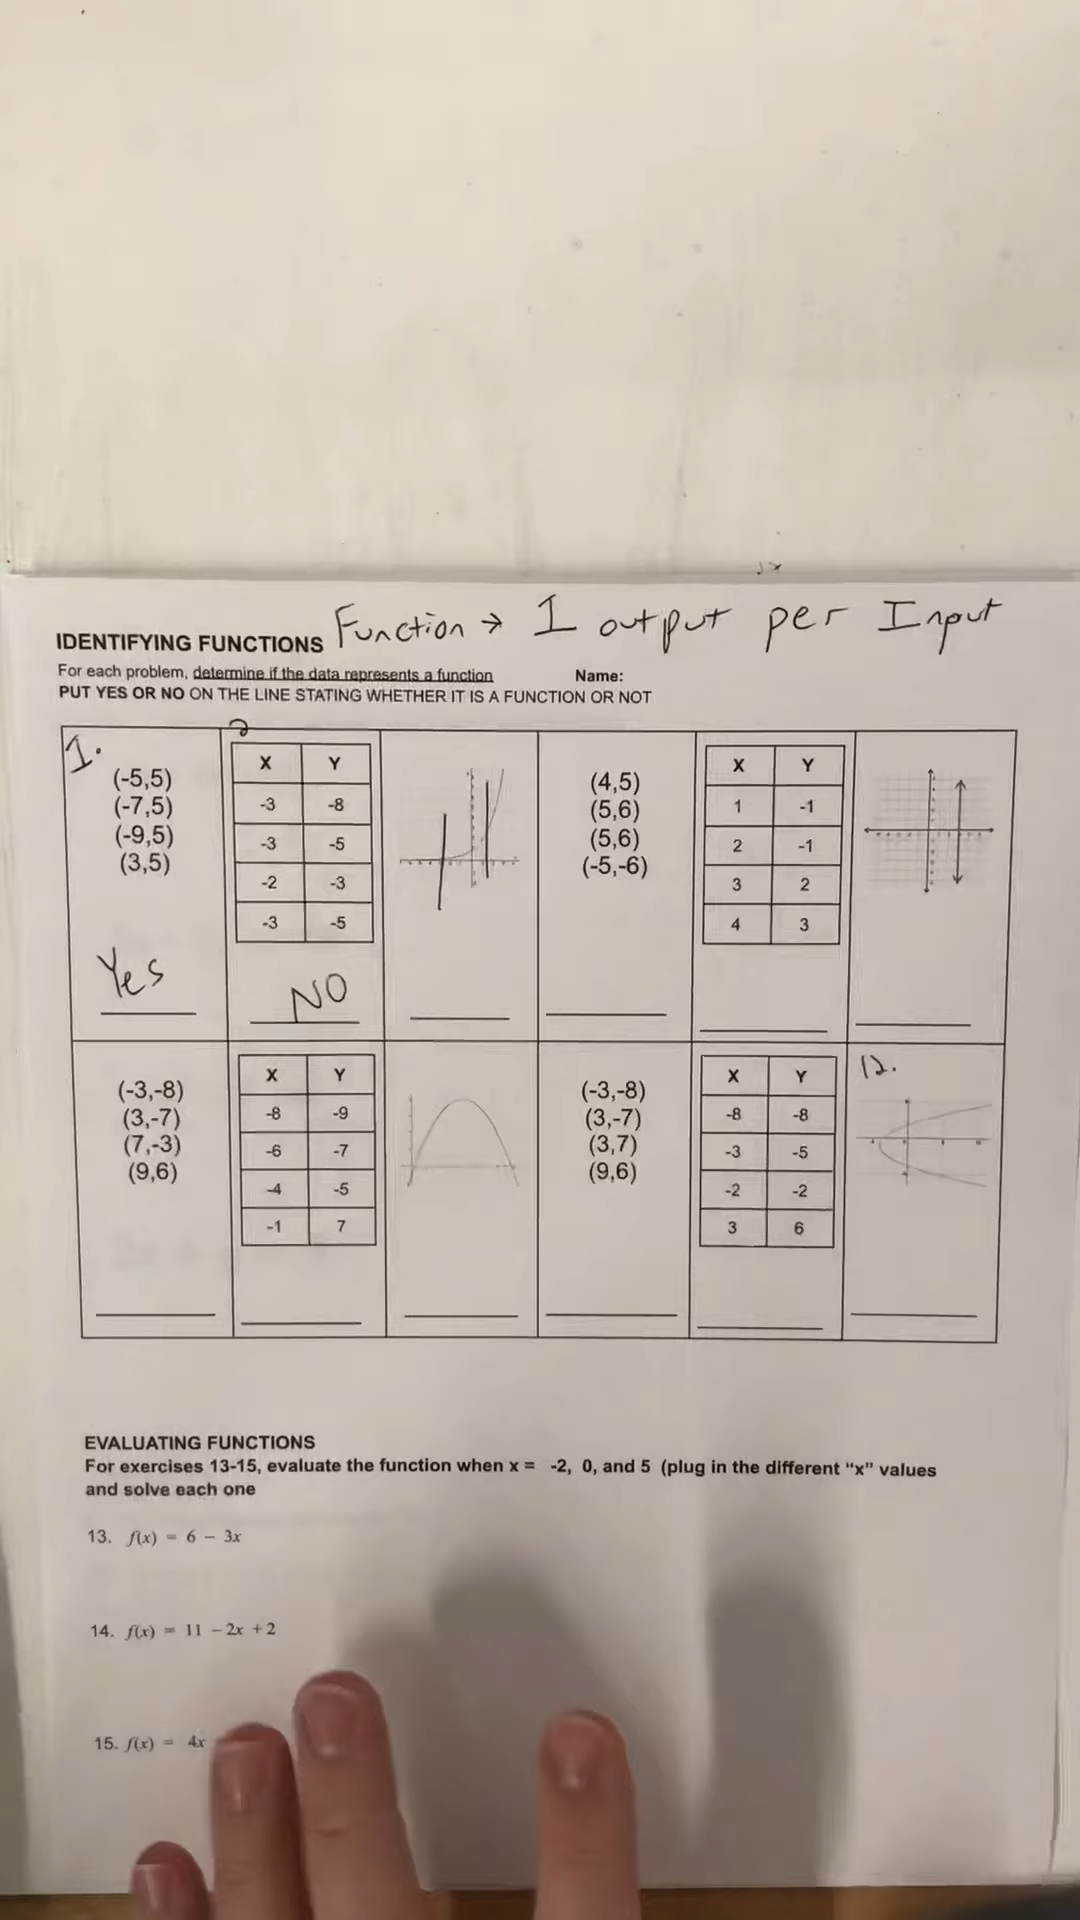 Function → 1 output per Input
IDENTIFYING FUNCTIONS
For each problem, determine if the data represents a function
Name:
PUT YES OR NO ON THE LINE STATING WHETHER IT IS A FUNCTION OR NOT
1.
(-5,5)
(-7,5)
(-9,5)
(3,5)
Yes
2
X Y
-3 -8
-3 -5
-2 -3
-3 -5
NO
(4,5)
(5,6)
(5,6)
(-5,-6)
X Y
1 -1
2 -1
3 2
4 3
(-3,-8)
(3,-7)
(7,-3)
(9,6)
X Y
-8 -9
-6 -7
-4 -5
-1 7
(-3,-8)
(3,-7)
(3,7)
(9,6)
X Y
-8 -8
-3 -5
-2 -2
3 6
12.
EVALUATING FUNCTIONS
For exercises 13-15, evaluate the function when x = -2, 0, and 5 (plug in the different “x” values
and solve each one
13. f(x) = 6 - 3x
14. f(x) = 11 - 2x + 2
15. f(x) = 4x